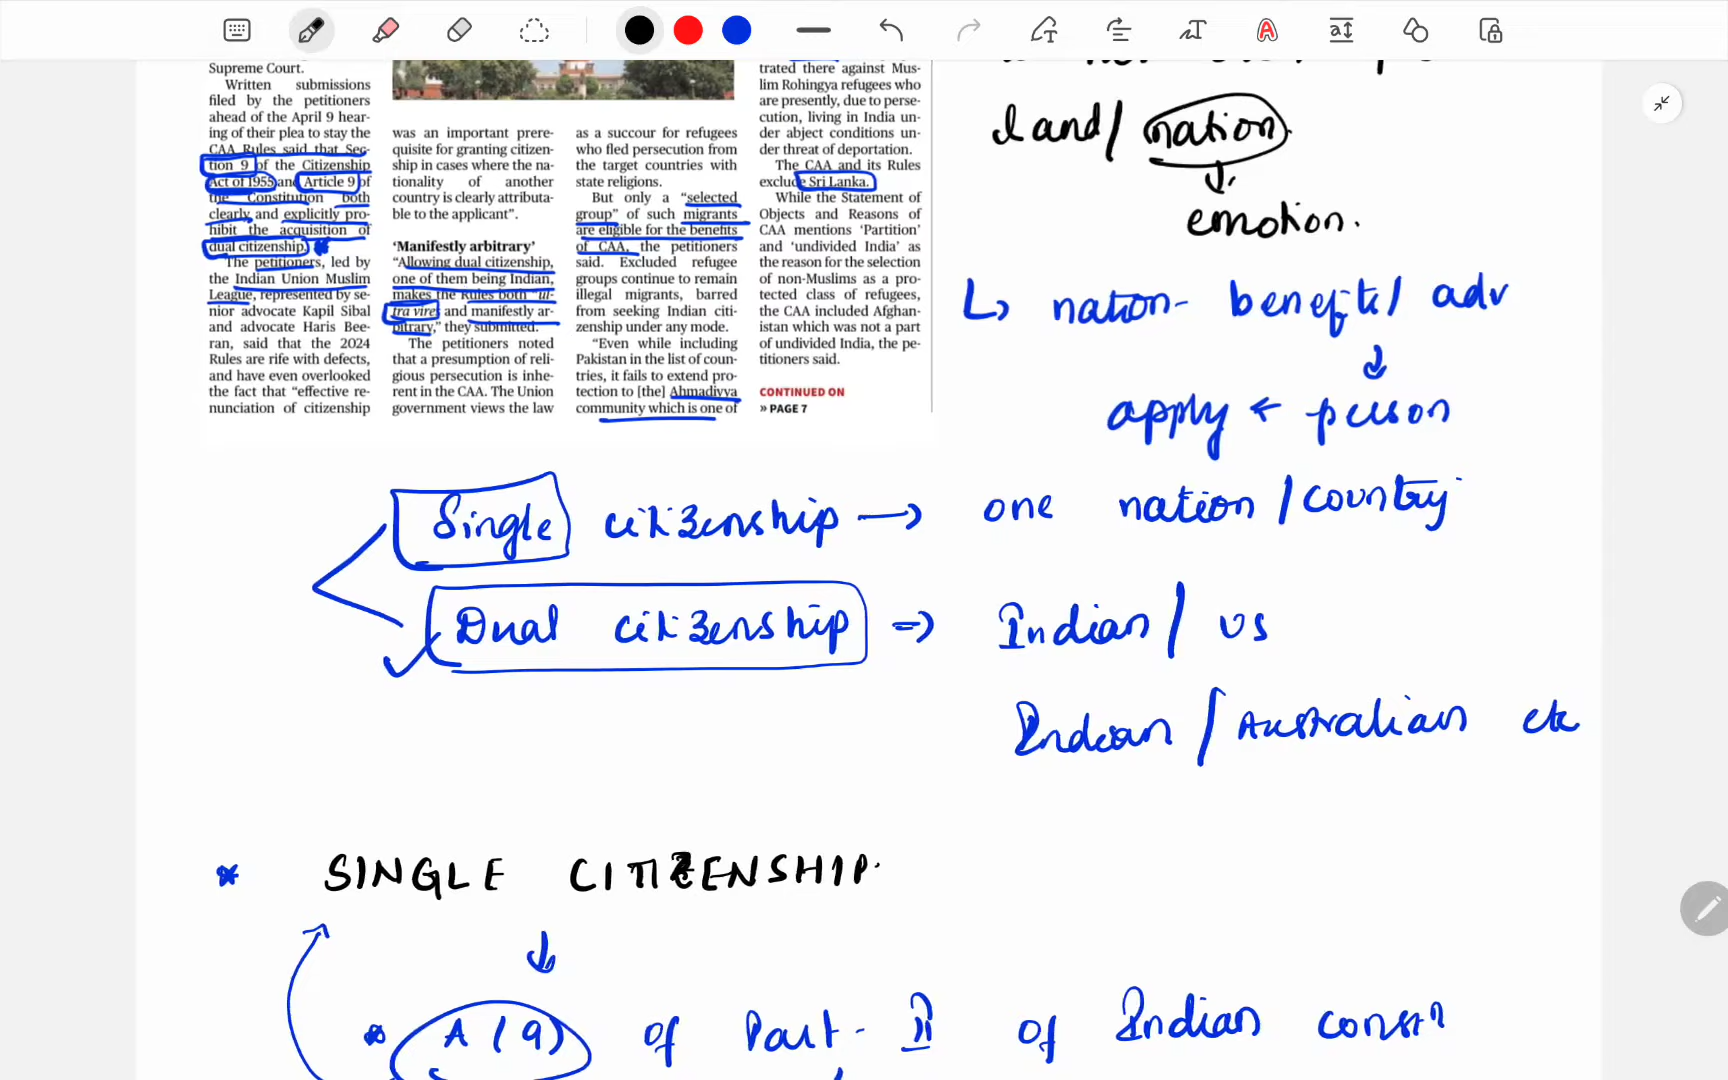 Supreme Court.
Written submissions
filed by the petitioners
ahead of the April 9 hear-
ing of their plea to stay the
CAA Rules said that Sec-
tion 9 of the Citizenship
Act of 1955 and Article 9 of
the Constitution both
clearly and explicitly pro-
hibit the acquisition of
dual citizenship.
The petitioners, led by
the Indian Union Muslim
League, represented by se-
nior advocate Kapil Sibal
and advocate Haris Bee-
ran, said that the 2024
Rules are rife with defects,
and have even overlooked
the fact that “effective re-
nunciation of citizenship
was an important prere-
quisite for granting citizen-
ship in cases where the na-
tionality of another
country is clearly attributa-
ble to the applicant”.
‘Manifestly arbitrary’
“Allowing dual citizenship,
one of them being Indian,
makes the Rules both ul-
tra vires and manifestly ar-
bitrary,” they submitted.
The petitioners noted
that a presumption of reli-
gious persecution is inhe-
rent in the CAA. The Union
government views the law
as a succour for refugees
who fled persecution from
the target countries with
state religions.
But only a “selected
group” of such migrants
are eligible for the benefits
of CAA, the petitioners
said. Excluded refugee
groups continue to remain
illegal migrants, barred
from seeking Indian citi-
zenship under any mode.
“Even while including
Pakistan in the list of coun-
tries, it fails to extend pro-
tection to [the] Ahmadiyya
community which is one of
trated there against Mus-
lim Rohingya refugees who
are presently, due to perse-
cution, living in India un-
der abject conditions un-
der threat of deportation.
The CAA and its Rules
exclude Sri Lanka.
While the Statement of
Objects and Reasons of
CAA mentions ‘Partition’
and ‘undivided India’ as
the reason for the selection
of non-Muslims as a pro-
tected class of refugees,
the CAA included Afghan-
istan which was not a part
of undivided India, the pe-
titioners said.
CONTINUED ON
» PAGE 7
land/ nation.
emotion.
nation- benefits/ adv
apply ← person
Single citizenship → one nation/country
Dual citizenship ⇒ Indian/ US
Indian / Australian etc
* SINGLE CITIZENSHIP.
* A(9) of Part-II of Indian constn